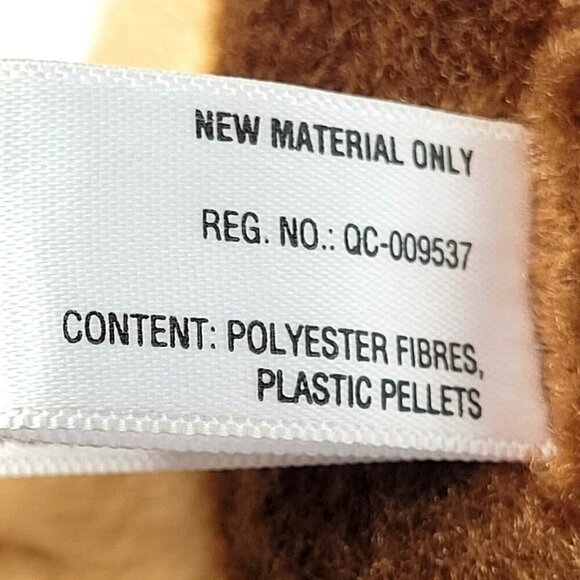 NEW MATERIAL ONLY
REG. NO.: QC-009537
CONTENT: POLYESTER FIBRES,
PLASTIC PELLETS